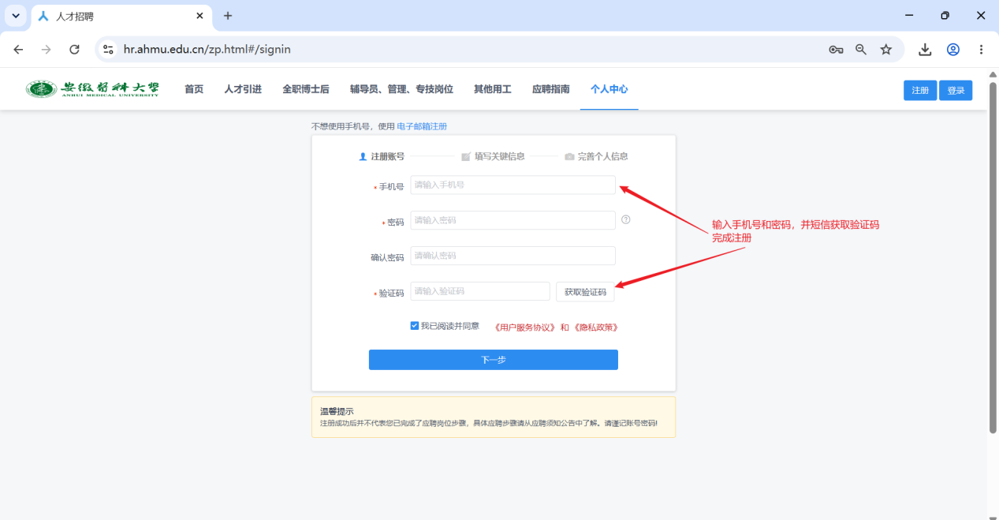 人才招聘
hr.ahmu.edu.cn/zp.html#/signin
安徽医科大学
ANHUI MEDICAL UNIVERSITY
首页 人才引进 全职博士后 辅导员、管理、专技岗位 其他用工 应聘指南 个人中心 注册 登录
不想使用手机号，使用 电子邮箱注册
注册账号 填写关键信息 完善个人信息
* 手机号 请输入手机号
* 密码 请输入密码
确认密码 请确认密码
* 验证码 请输入验证码 获取验证码
我已阅读并同意 《用户服务协议》 和 《隐私政策》
下一步
输入手机号和密码，并短信获取验证码
完成注册
温馨提示
注册成功后并不代表您已完成了应聘岗位步骤，具体应聘步骤请从应聘须知公告中了解。请谨记账号密码!